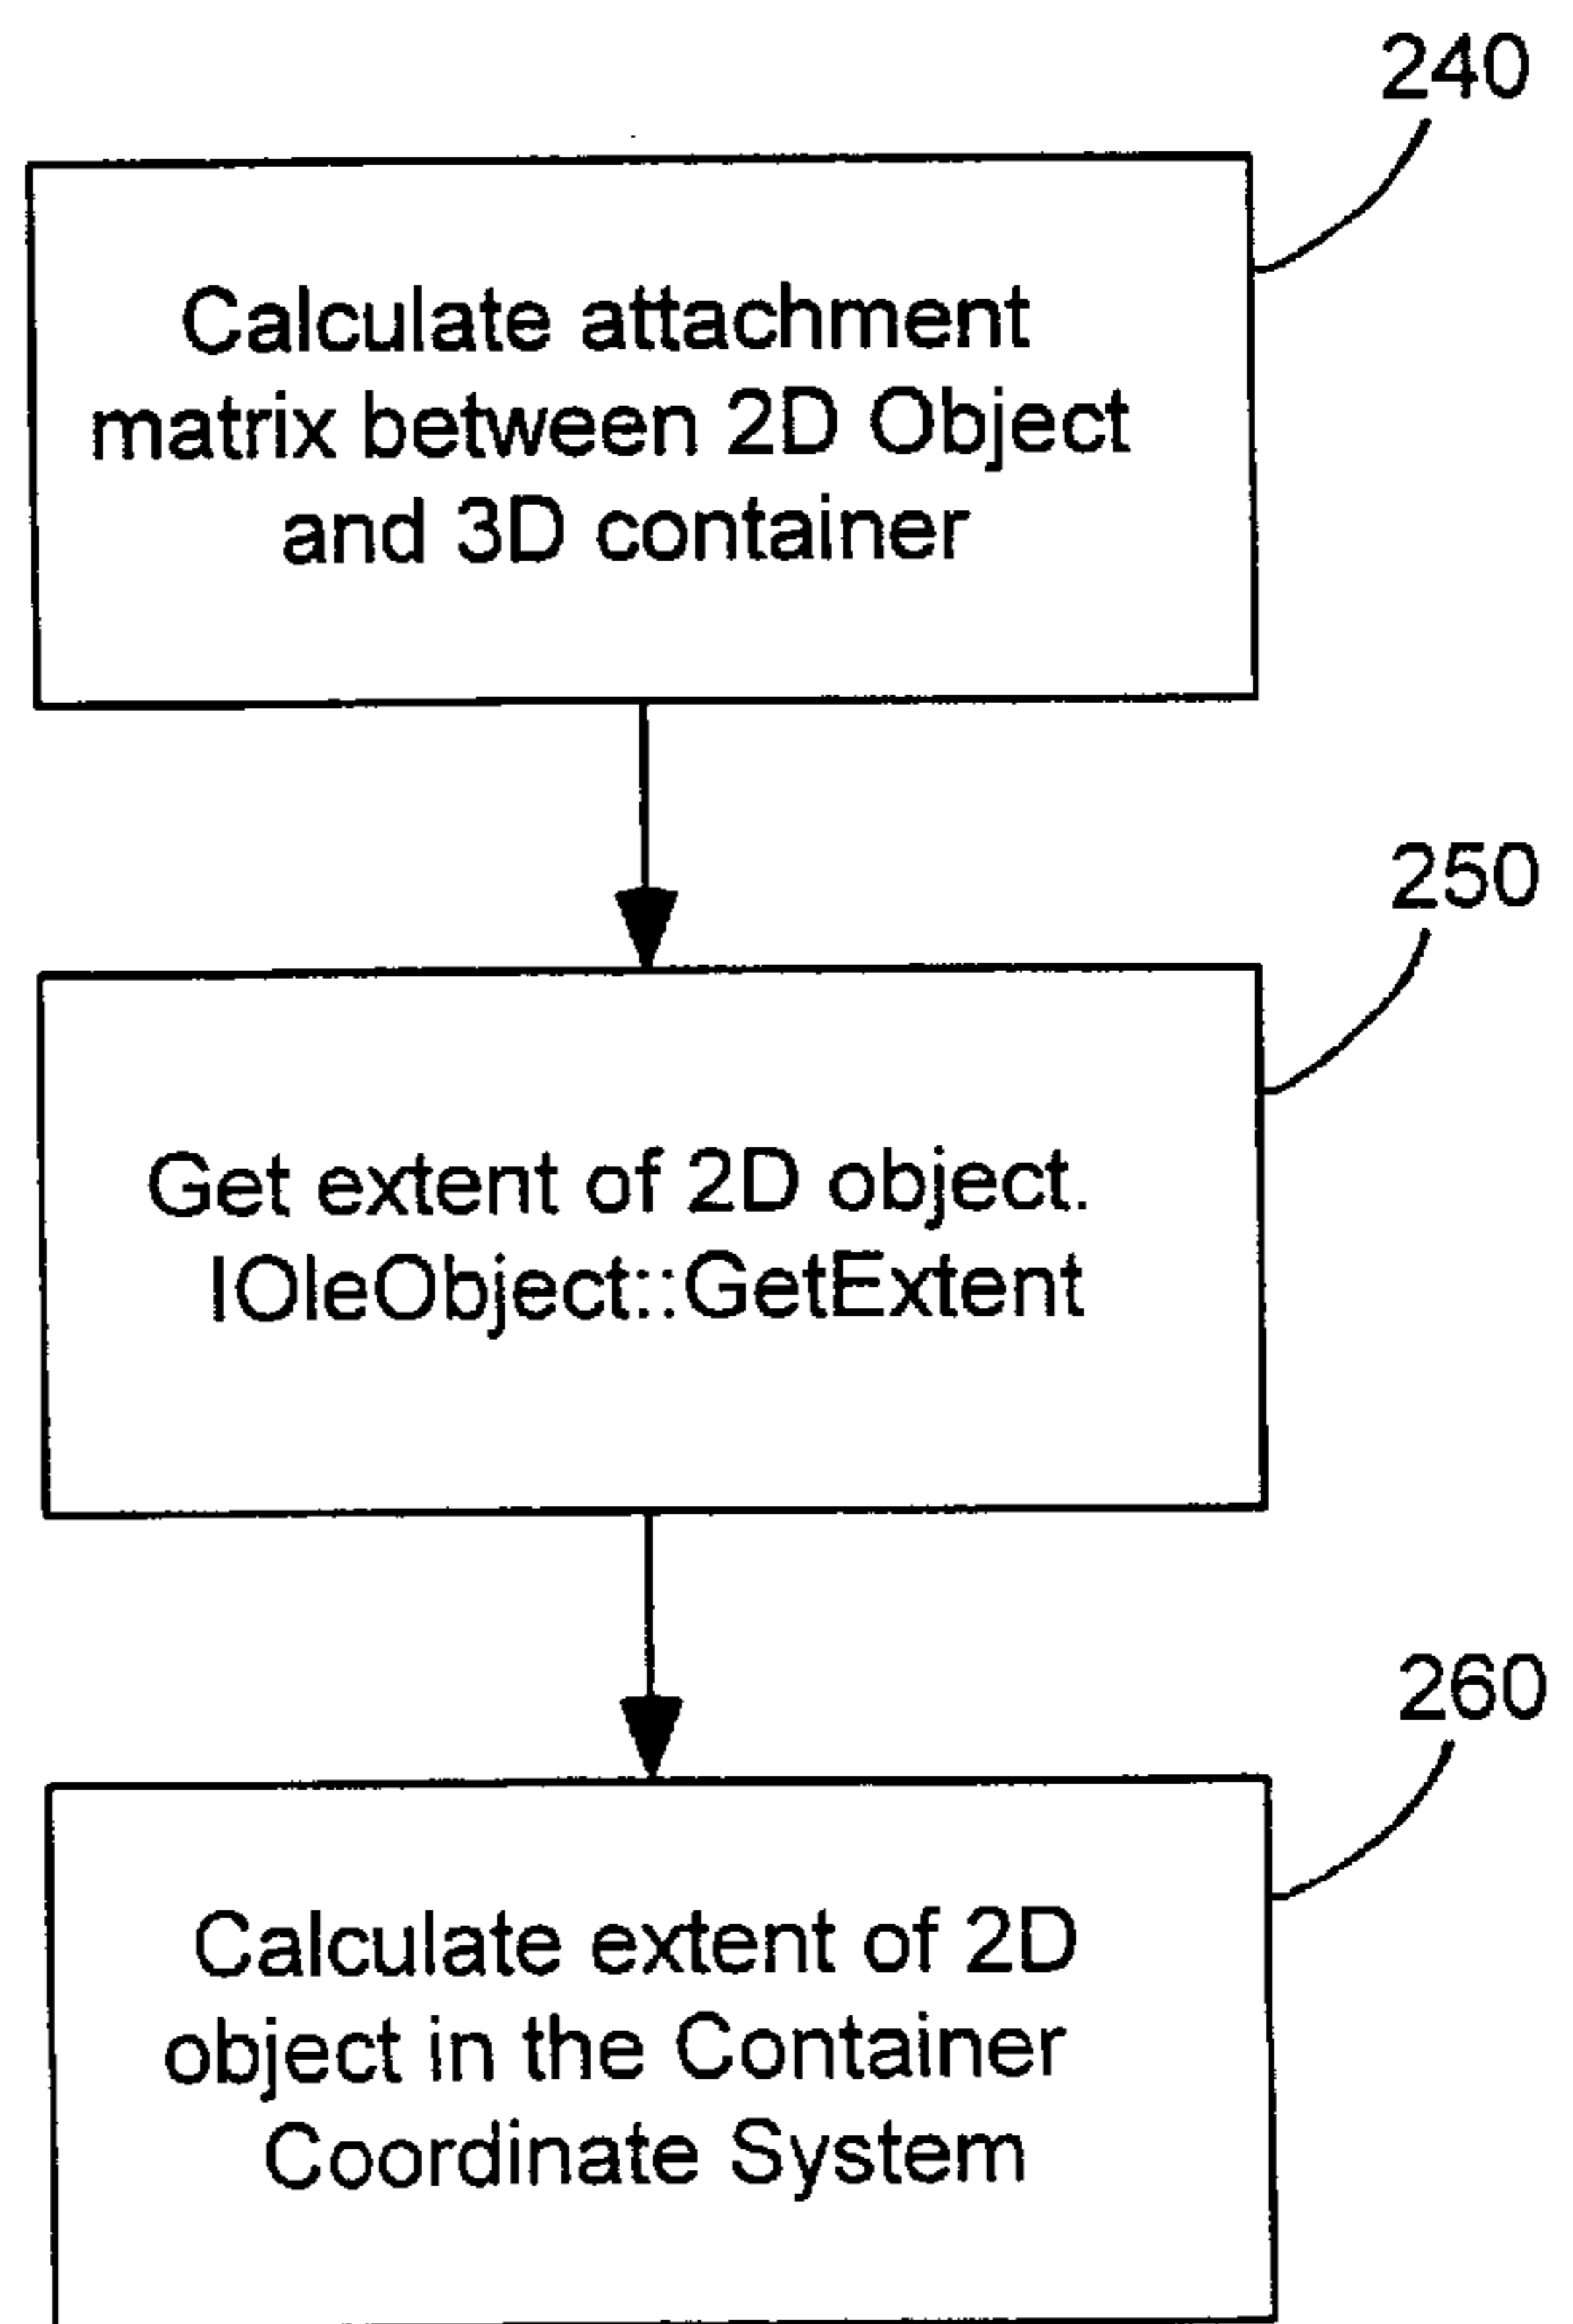 240
Calculate attachment
matrix between 2D Object
and 3D container
250
Get extent of 2D object.
IOleObject::GetExtent
260
Calculate extent of 2D
object in the Container
Coordinate System